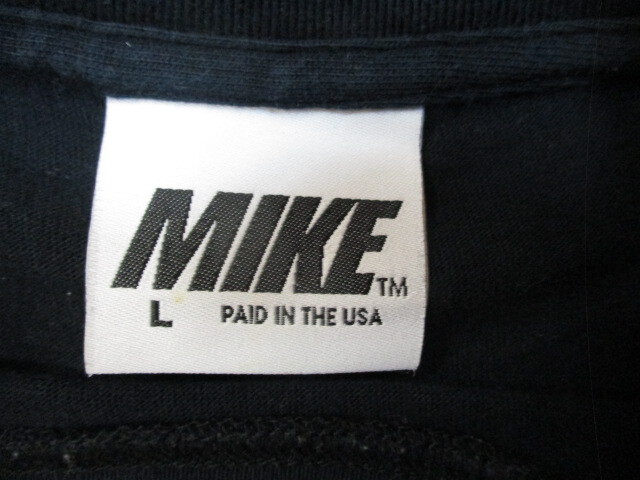 MIKE™
L PAID IN THE USA